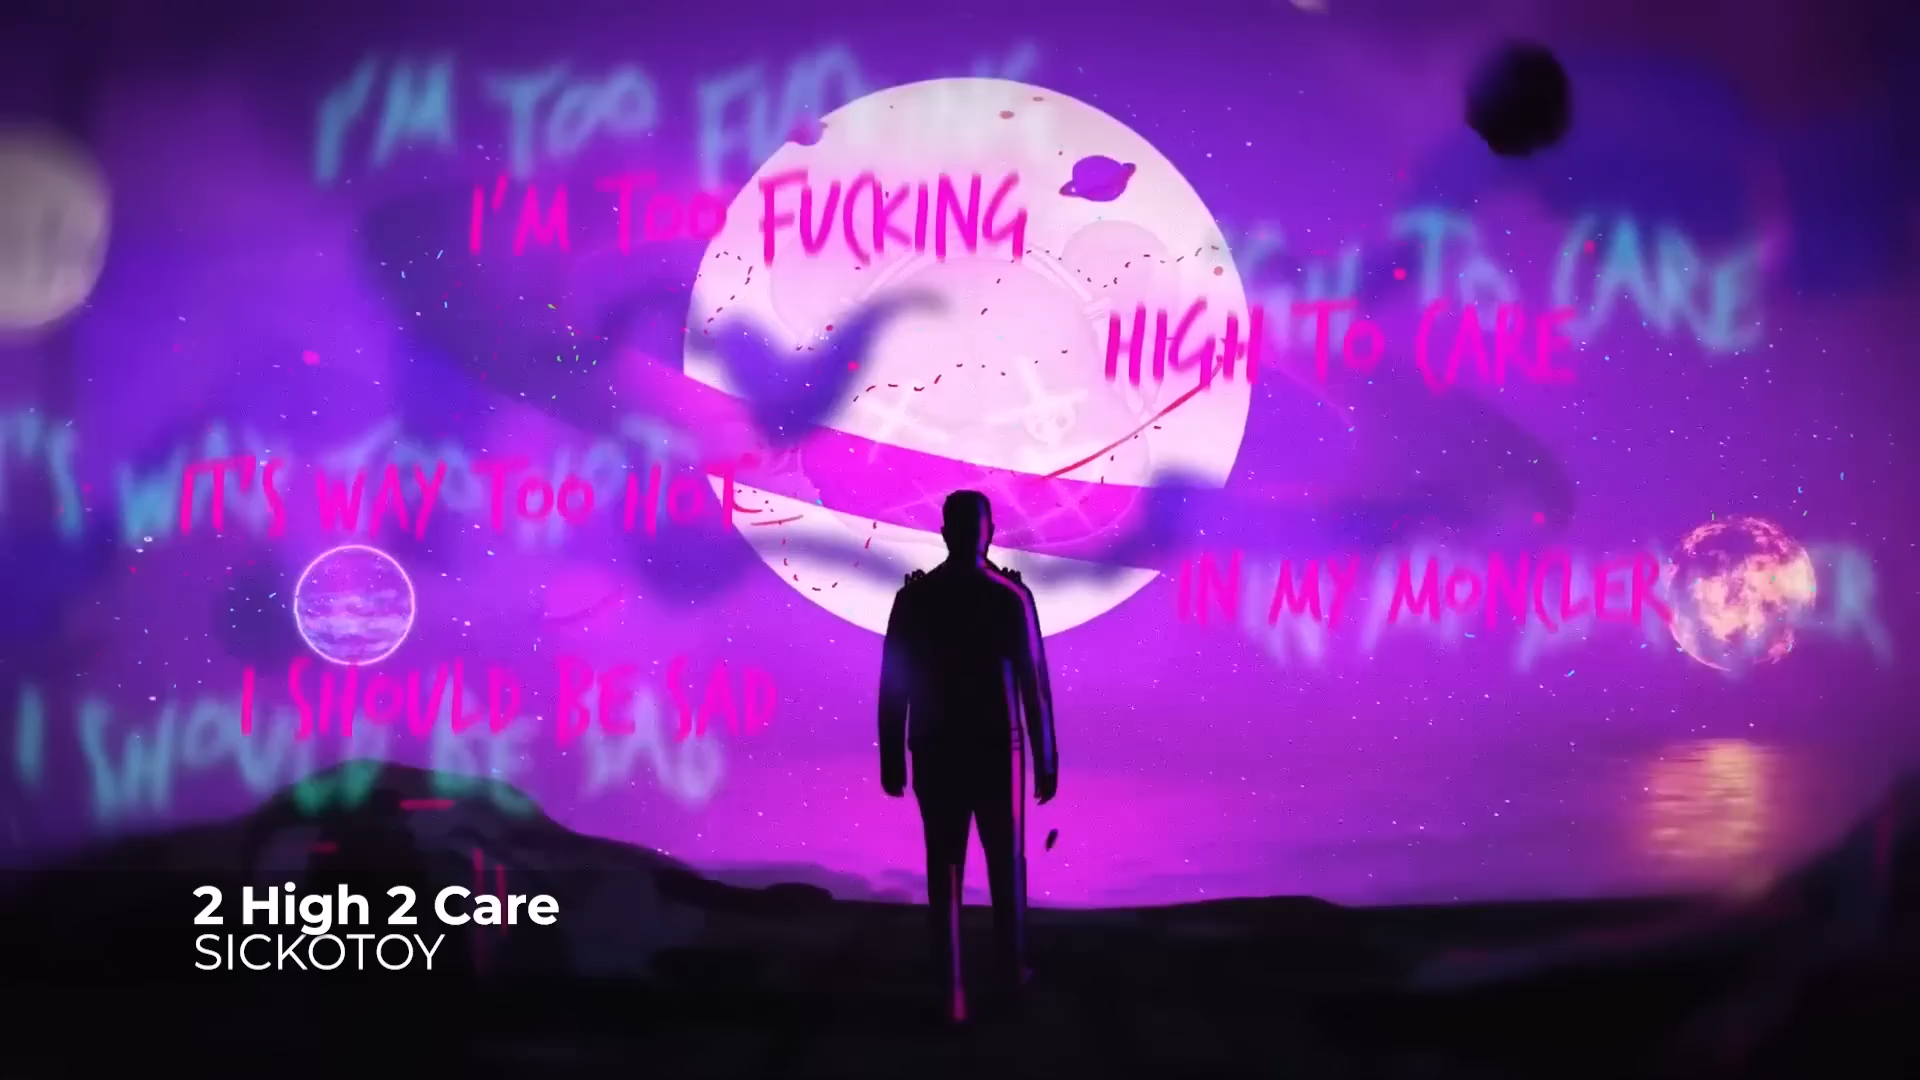 I'M TOO FUCKING
HIGH TO CARE
IT'S WAY TOO HOT
IN MY MONCLER
I SHOULD BE SAD
2 High 2 Care
SICKOTOY